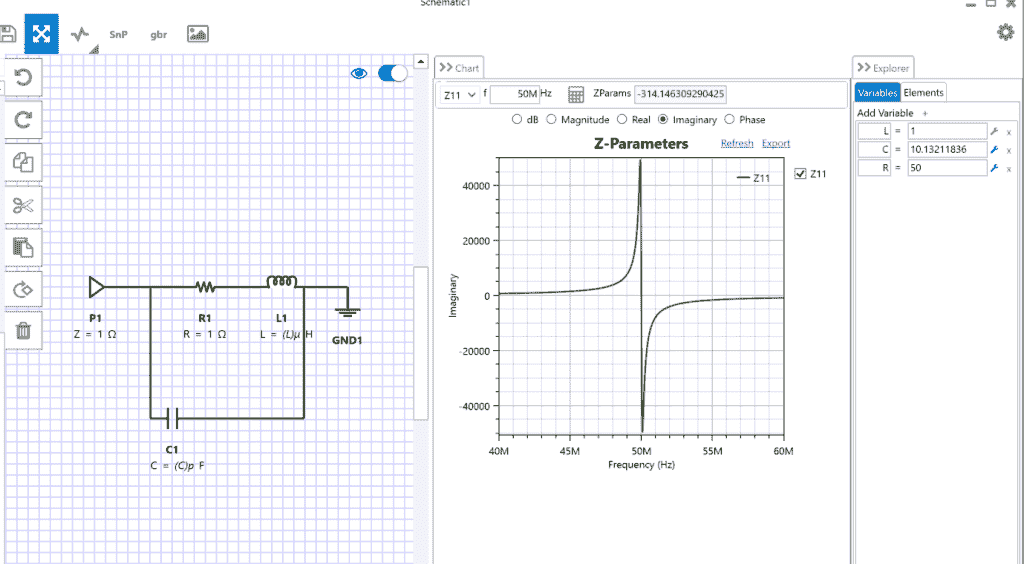 Schematic1
SnP gbr
Chart
Explorer
Z11 f 50M Hz ZParams -314.146309290425
Variables Elements
dB Magnitude Real Imaginary Phase
Add Variable +
Z-Parameters Refresh Export
L = 1 x
C = 10.13211836 x
R = 50 x
Z11
Z11
40000
20000
0
-20000
-40000
Imaginary
40M 45M 50M 55M 60M
Frequency (Hz)
P1
Z = 1 Ω
R1
R = 1 Ω
L1
L = (L)μ H
GND1
C1
C = (C)p F